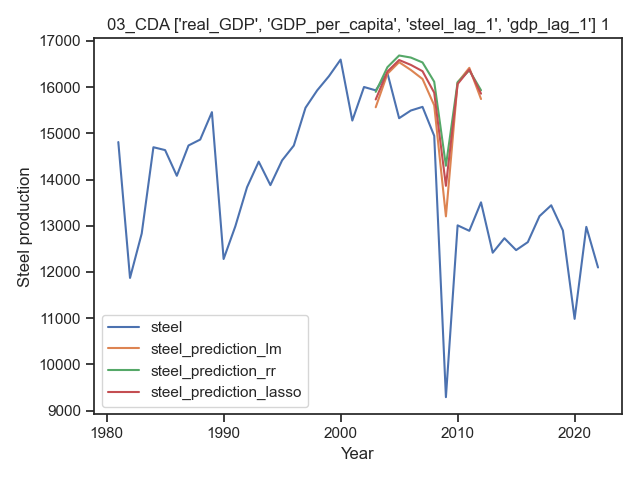 03_CDA ['real_GDP', 'GDP_per_capita', 'steel_lag_1', 'gdp_lag_1'] 1
17000
16000
15000
14000
13000
12000
11000
10000
9000
Steel production
steel
steel_prediction_lm
steel_prediction_rr
steel_prediction_lasso
1980 1990 2000 2010 2020
Year